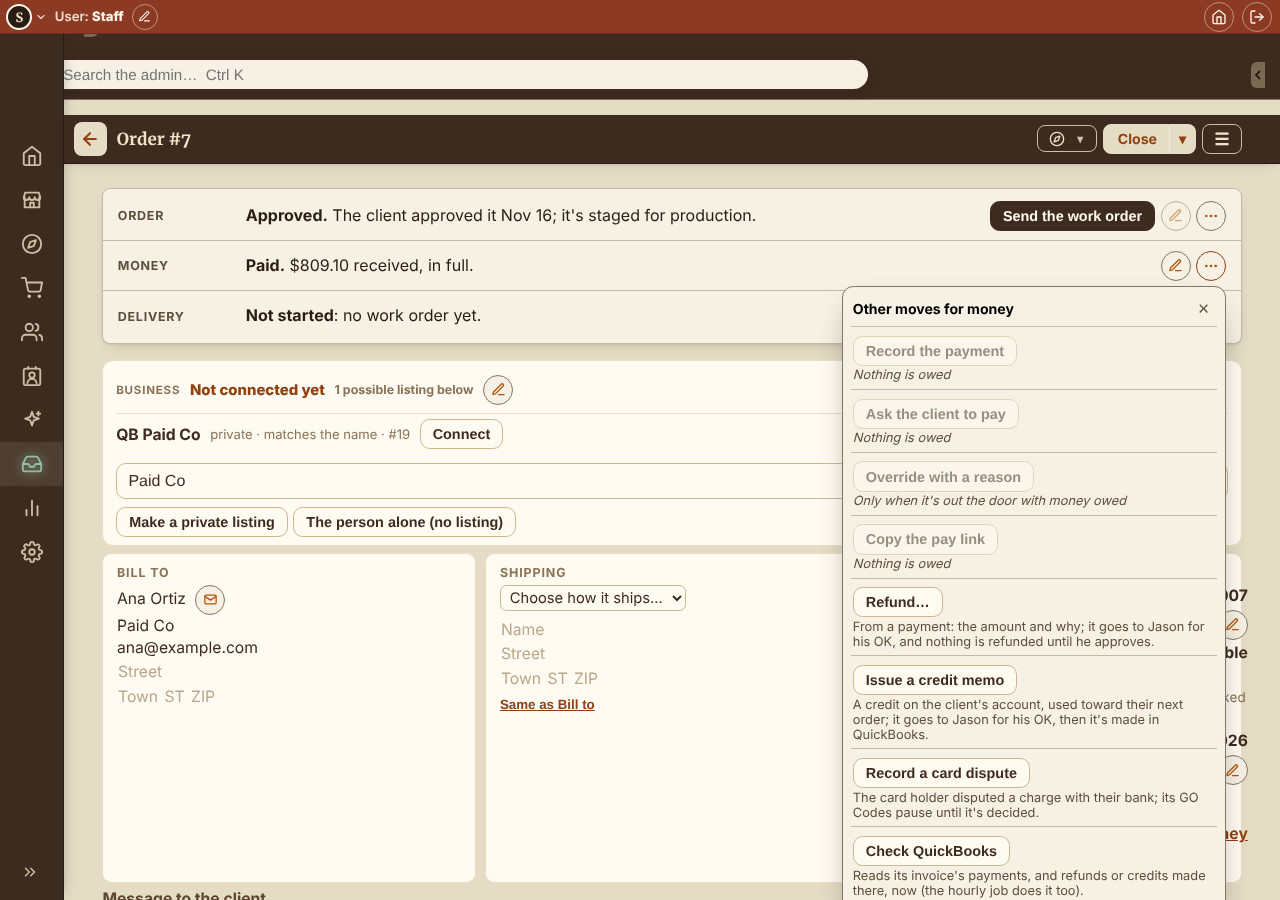 S User: Staff
Search the admin… Ctrl K
Order #7
Close
ORDER Approved. The client approved it Nov 16; it's staged for production. Send the work order
MONEY Paid. $809.10 received, in full.
DELIVERY Not started: no work order yet.
Other moves for money
Record the payment
Nothing is owed
Ask the client to pay
Nothing is owed
Override with a reason
Only when it's out the door with money owed
Copy the pay link
Nothing is owed
Refund…
From a payment: the amount and why; it goes to Jason for
his OK, and nothing is refunded until he approves.
Issue a credit memo
A credit on the client's account, used toward their next
order; it goes to Jason for his OK, then it's made in
QuickBooks.
Record a card dispute
The card holder disputed a charge with their bank; its GO
Codes pause until it's decided.
Check QuickBooks
Reads its invoice's payments, and refunds or credits made
there, now (the hourly job does it too).
BUSINESS Not connected yet 1 possible listing below
QB Paid Co private · matches the name · #19 Connect
Paid Co
Make a private listing The person alone (no listing)
BILL TO
Ana Ortiz
Paid Co
ana@example.com
Street
Town ST ZIP
SHIPPING
Choose how it ships...
Name
Street
Town ST ZIP
Same as Bill to
Message to the client